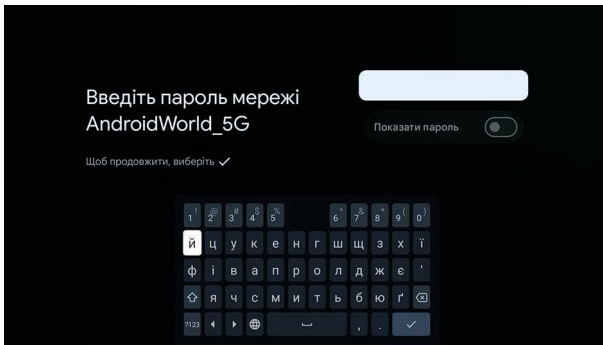 Введіть пароль мережі
AndroidWorld_5G
Щоб продовжити, виберіть
Показати пароль
1 ! 2 @ 3 # 4 $ 5 % 6 ^ 7 & 8 * 9 ( 0 )
й ц у к е н г ш щ з х ї
ф і в а п р о л д ж є '
я ч с м и т ь б ю ґ
?123 , .